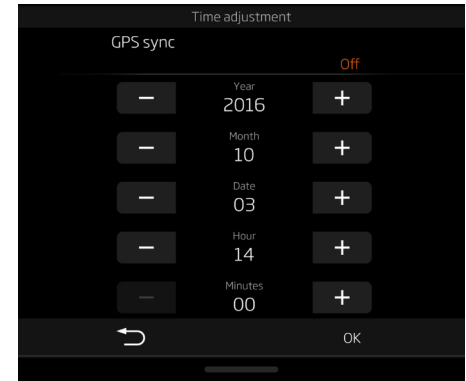 Time adjustment
GPS sync
Off
Year
− 2016 +
Month
− 10 +
Date
− 03 +
Hour
− 14 +
Minutes
− 00 +
OK